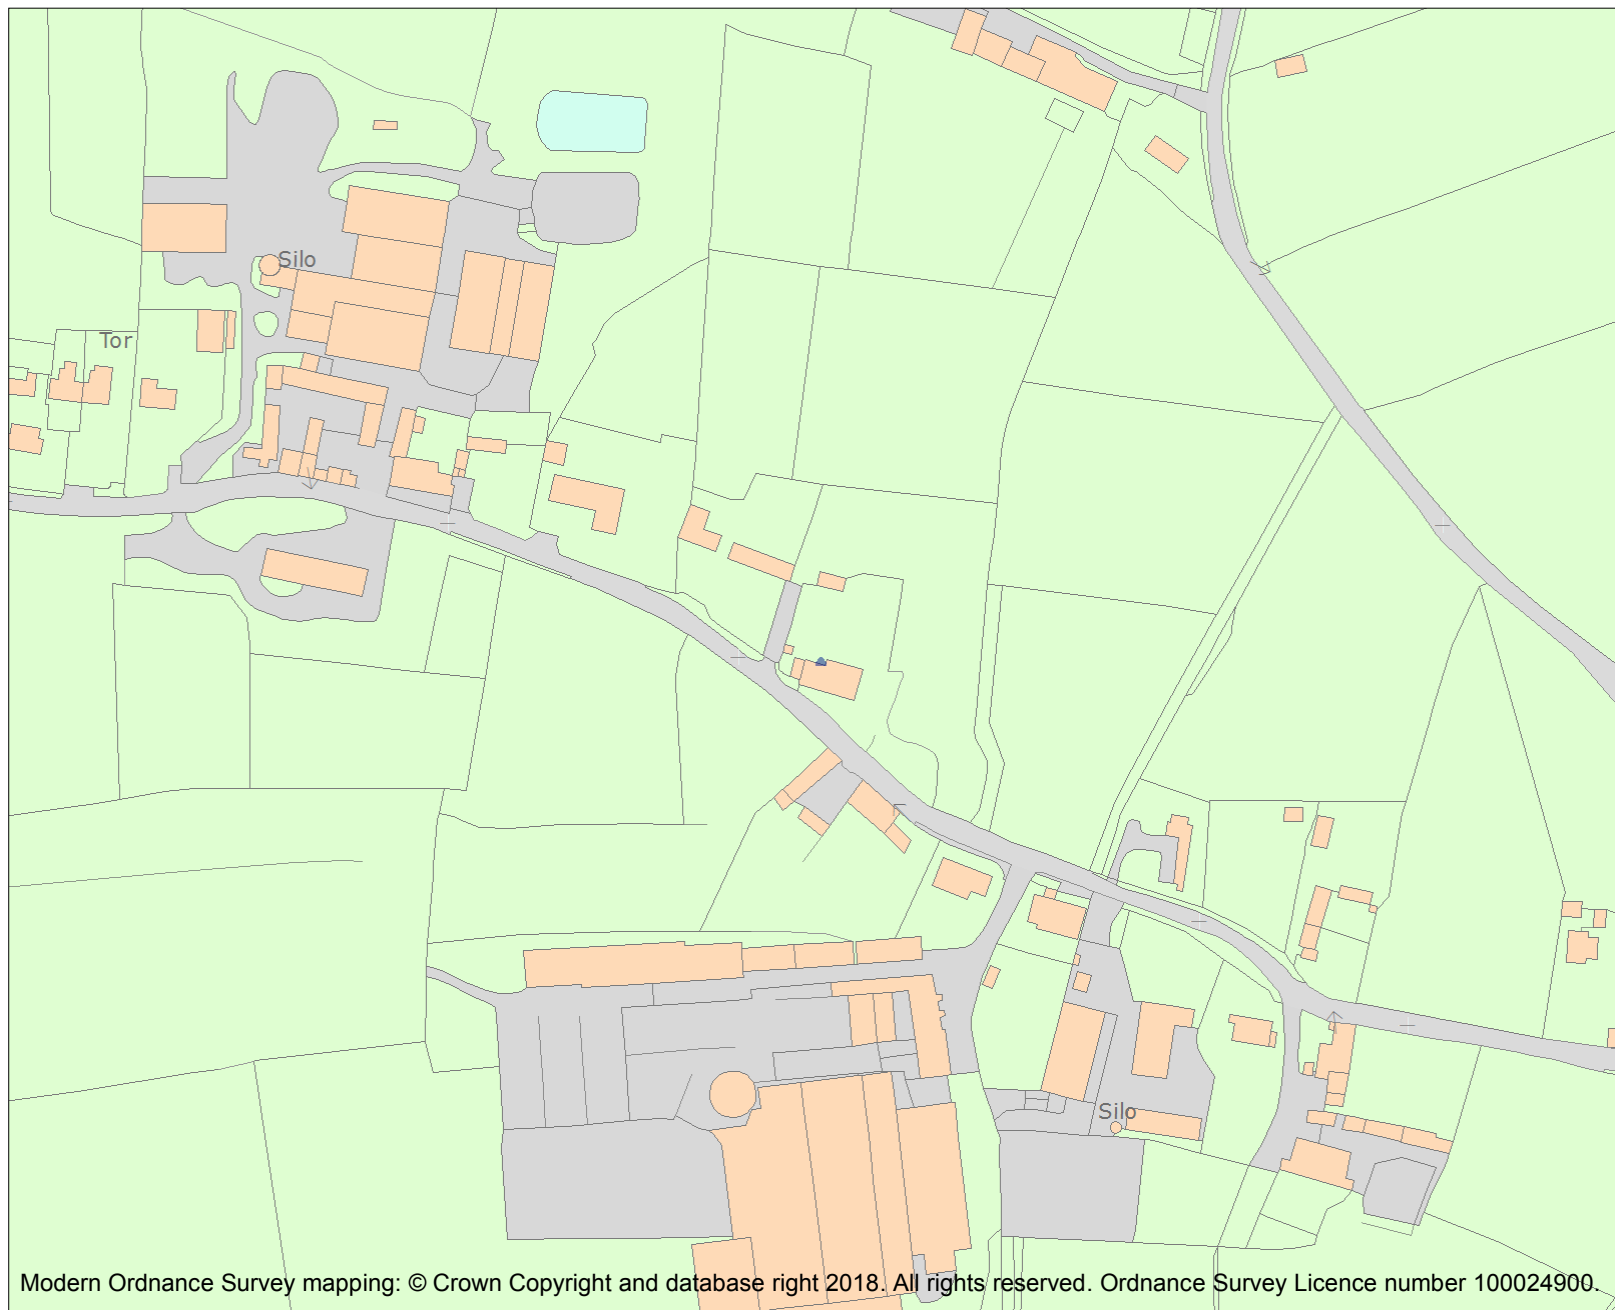 Silo
Tor
Silo
Modern Ordnance Survey mapping: © Crown Copyright and database right 2018. All rights reserved. Ordnance Survey Licence number 100024900.